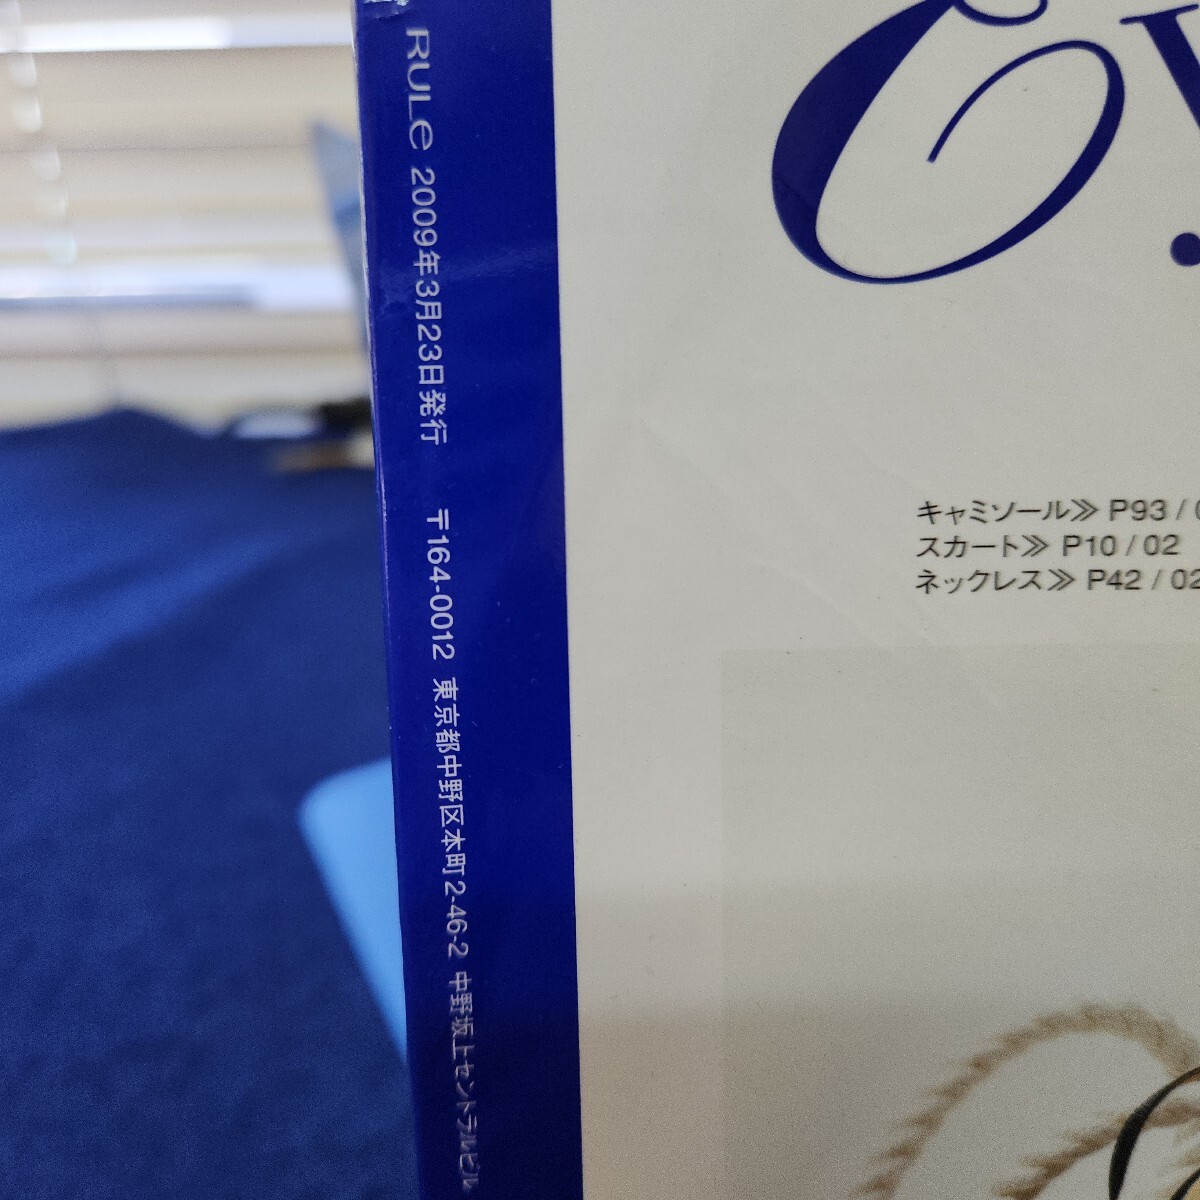 RULe 2009年3月23日発行 〒164-0012 東京都中野区本町2-46-2 中野坂上セントラルビル
キャミソール≫ P93 /
スカート≫ P10 / 02
ネックレス≫ P42 / 02